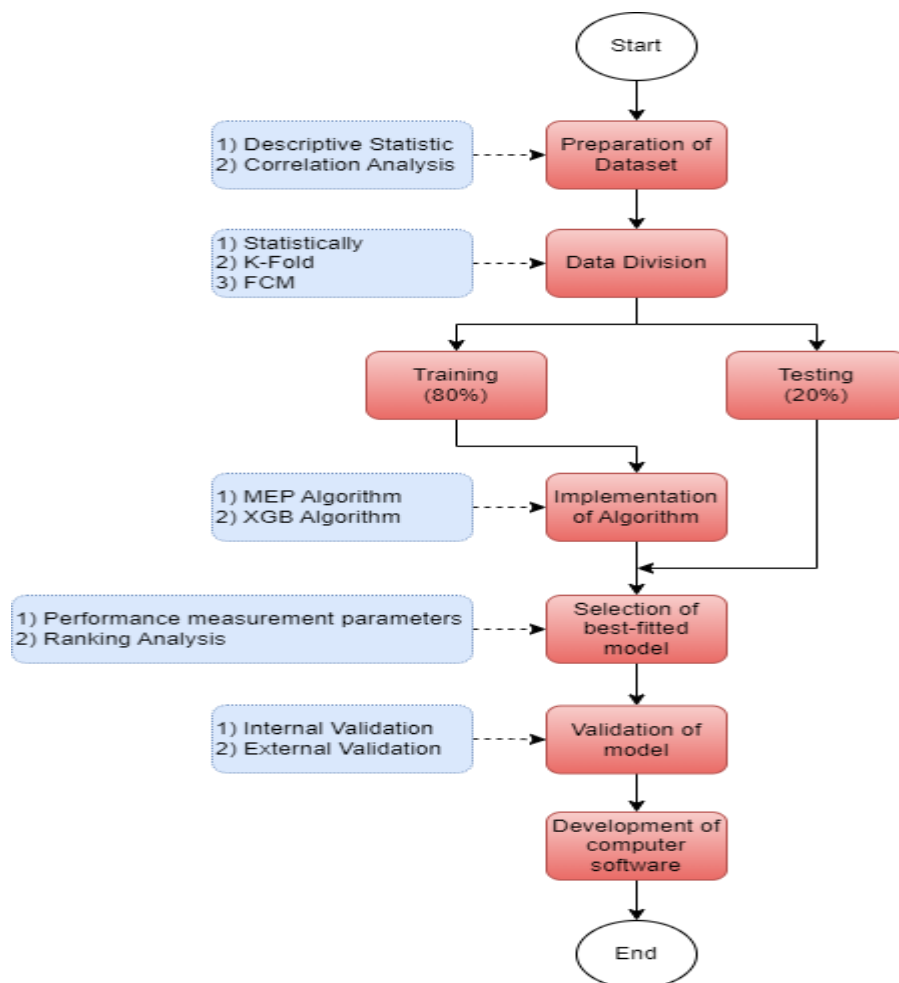 Start
1) Descriptive Statistic
2) Correlation Analysis
Preparation of
Dataset
1) Statistically
2) K-Fold
3) FCM
Data Division
Training
(80%)
Testing
(20%)
1) MEP Algorithm
2) XGB Algorithm
Implementation
of Algorithm
1) Performance measurement parameters
2) Ranking Analysis
Selection of
best-fitted
model
1) Internal Validation
2) External Validation
Validation of
model
Development of
computer
software
End